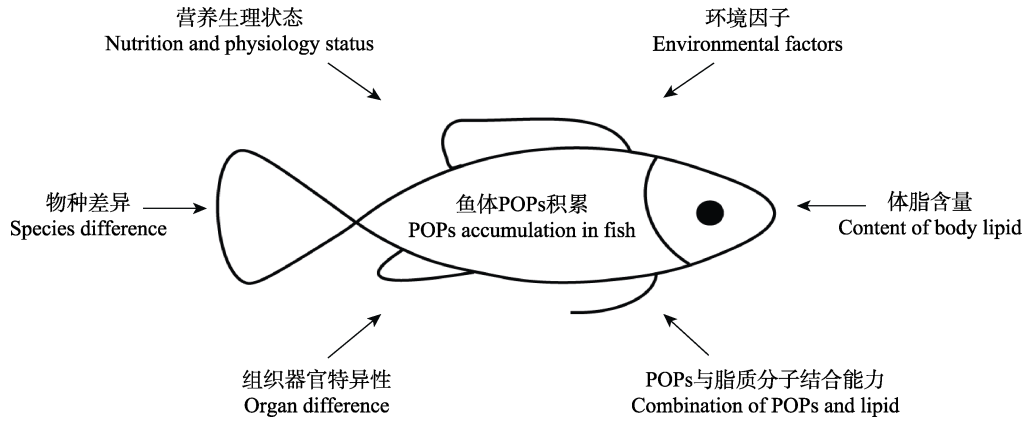 营养生理状态
Nutrition and physiology status
环境因子
Environmental factors
物种差异
Species difference
鱼体POPs积累
POPs accumulation in fish
体脂含量
Content of body lipid
组织器官特异性
Organ difference
POPs与脂质分子结合能力
Combination of POPs and lipid